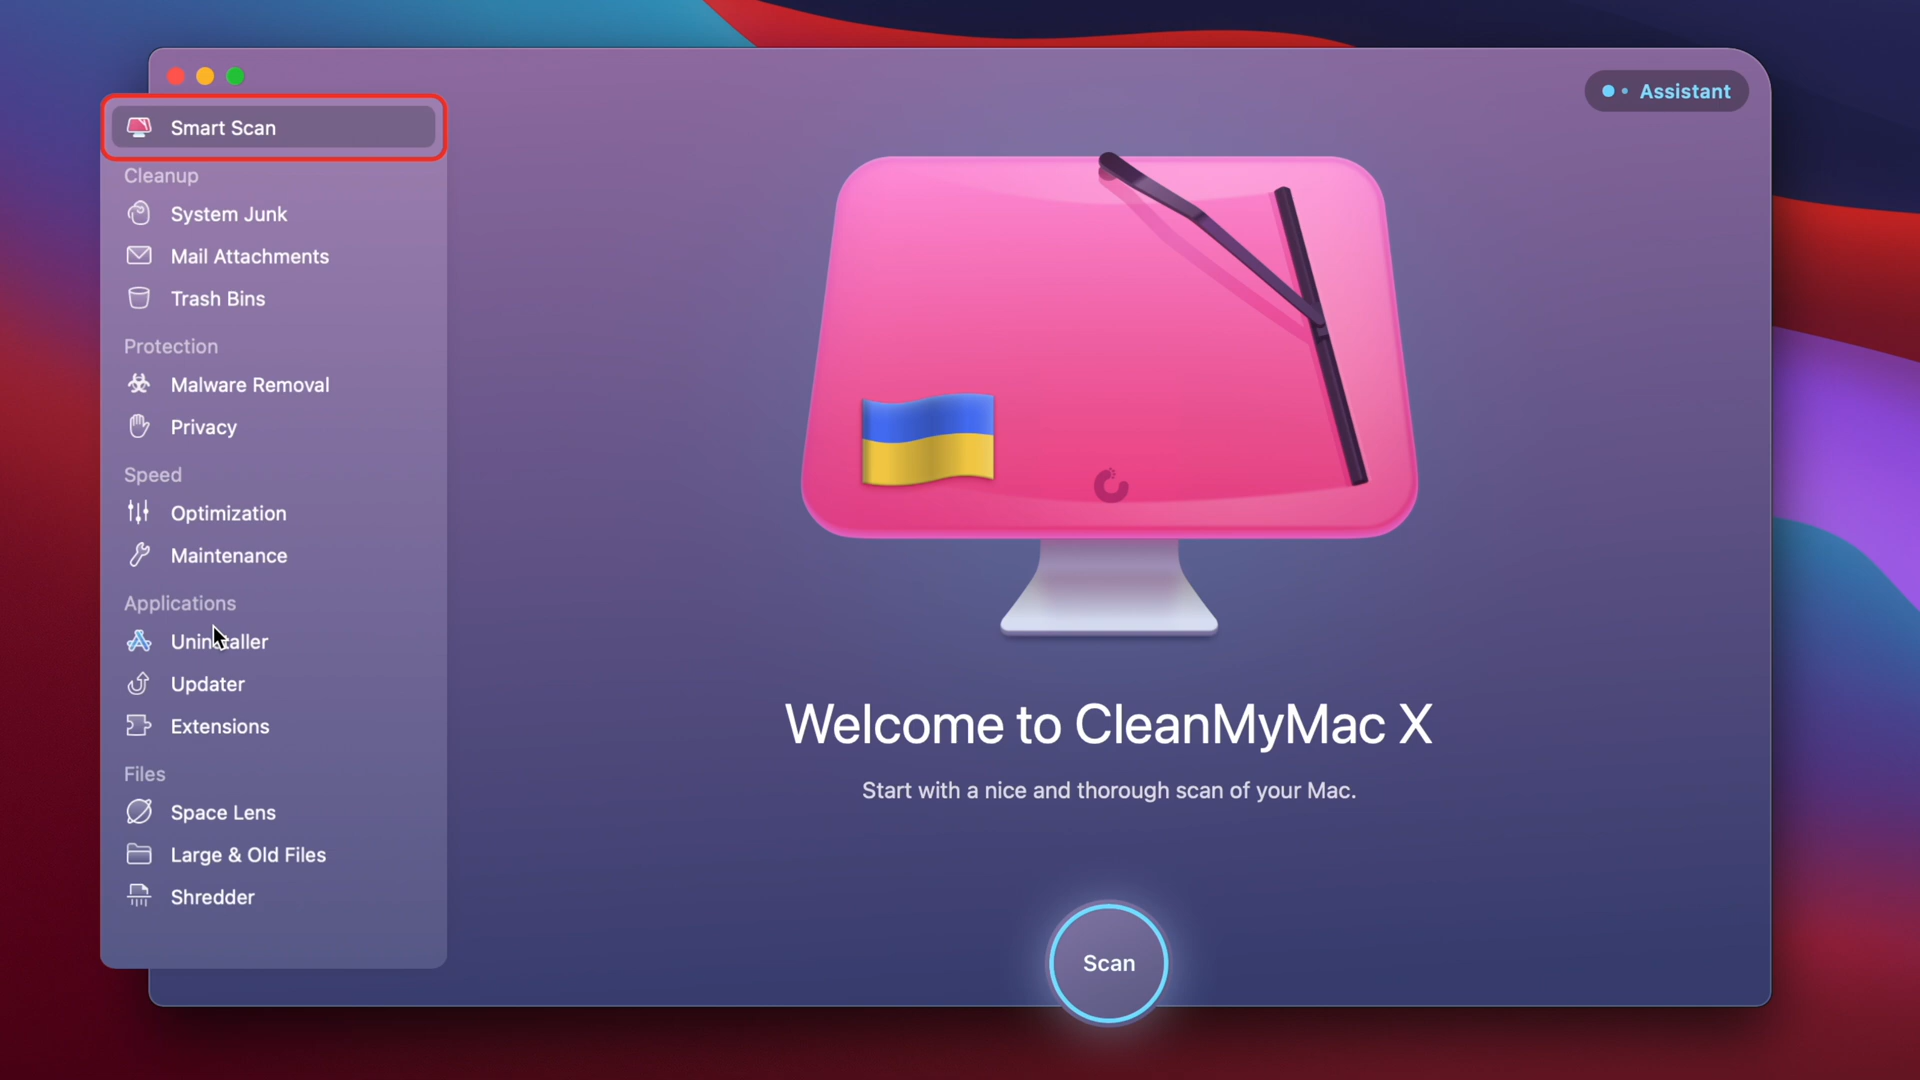 Smart Scan
Cleanup
System Junk
Mail Attachments
Trash Bins
Protection
Malware Removal
Privacy
Speed
Optimization
Maintenance
Applications
Uninstaller
Updater
Extensions
Files
Space Lens
Large & Old Files
Shredder
Assistant
Welcome to CleanMyMac X
Start with a nice and thorough scan of your Mac.
Scan